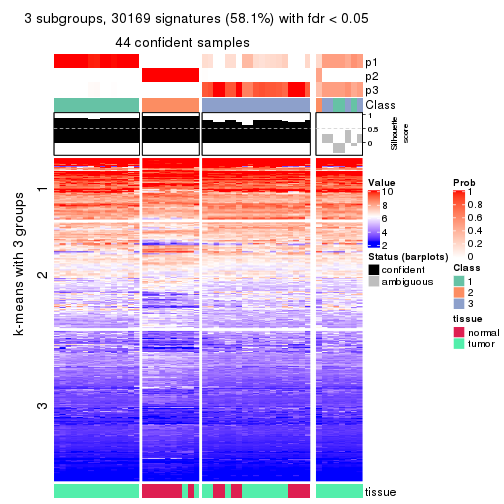 3 subgroups, 30169 signatures (58.1%) with fdr < 0.05
44 confident samples
p1
p2
p3
Class
1
0.5
0
Silhouette
score
k-means with 3 groups
1
2
3
tissue
Value
10
8
6
4
2
Status (barplots)
confident
ambiguous
Prob
1
0.8
0.6
0.4
0.2
0
Class
1
2
3
tissue
normal
tumor